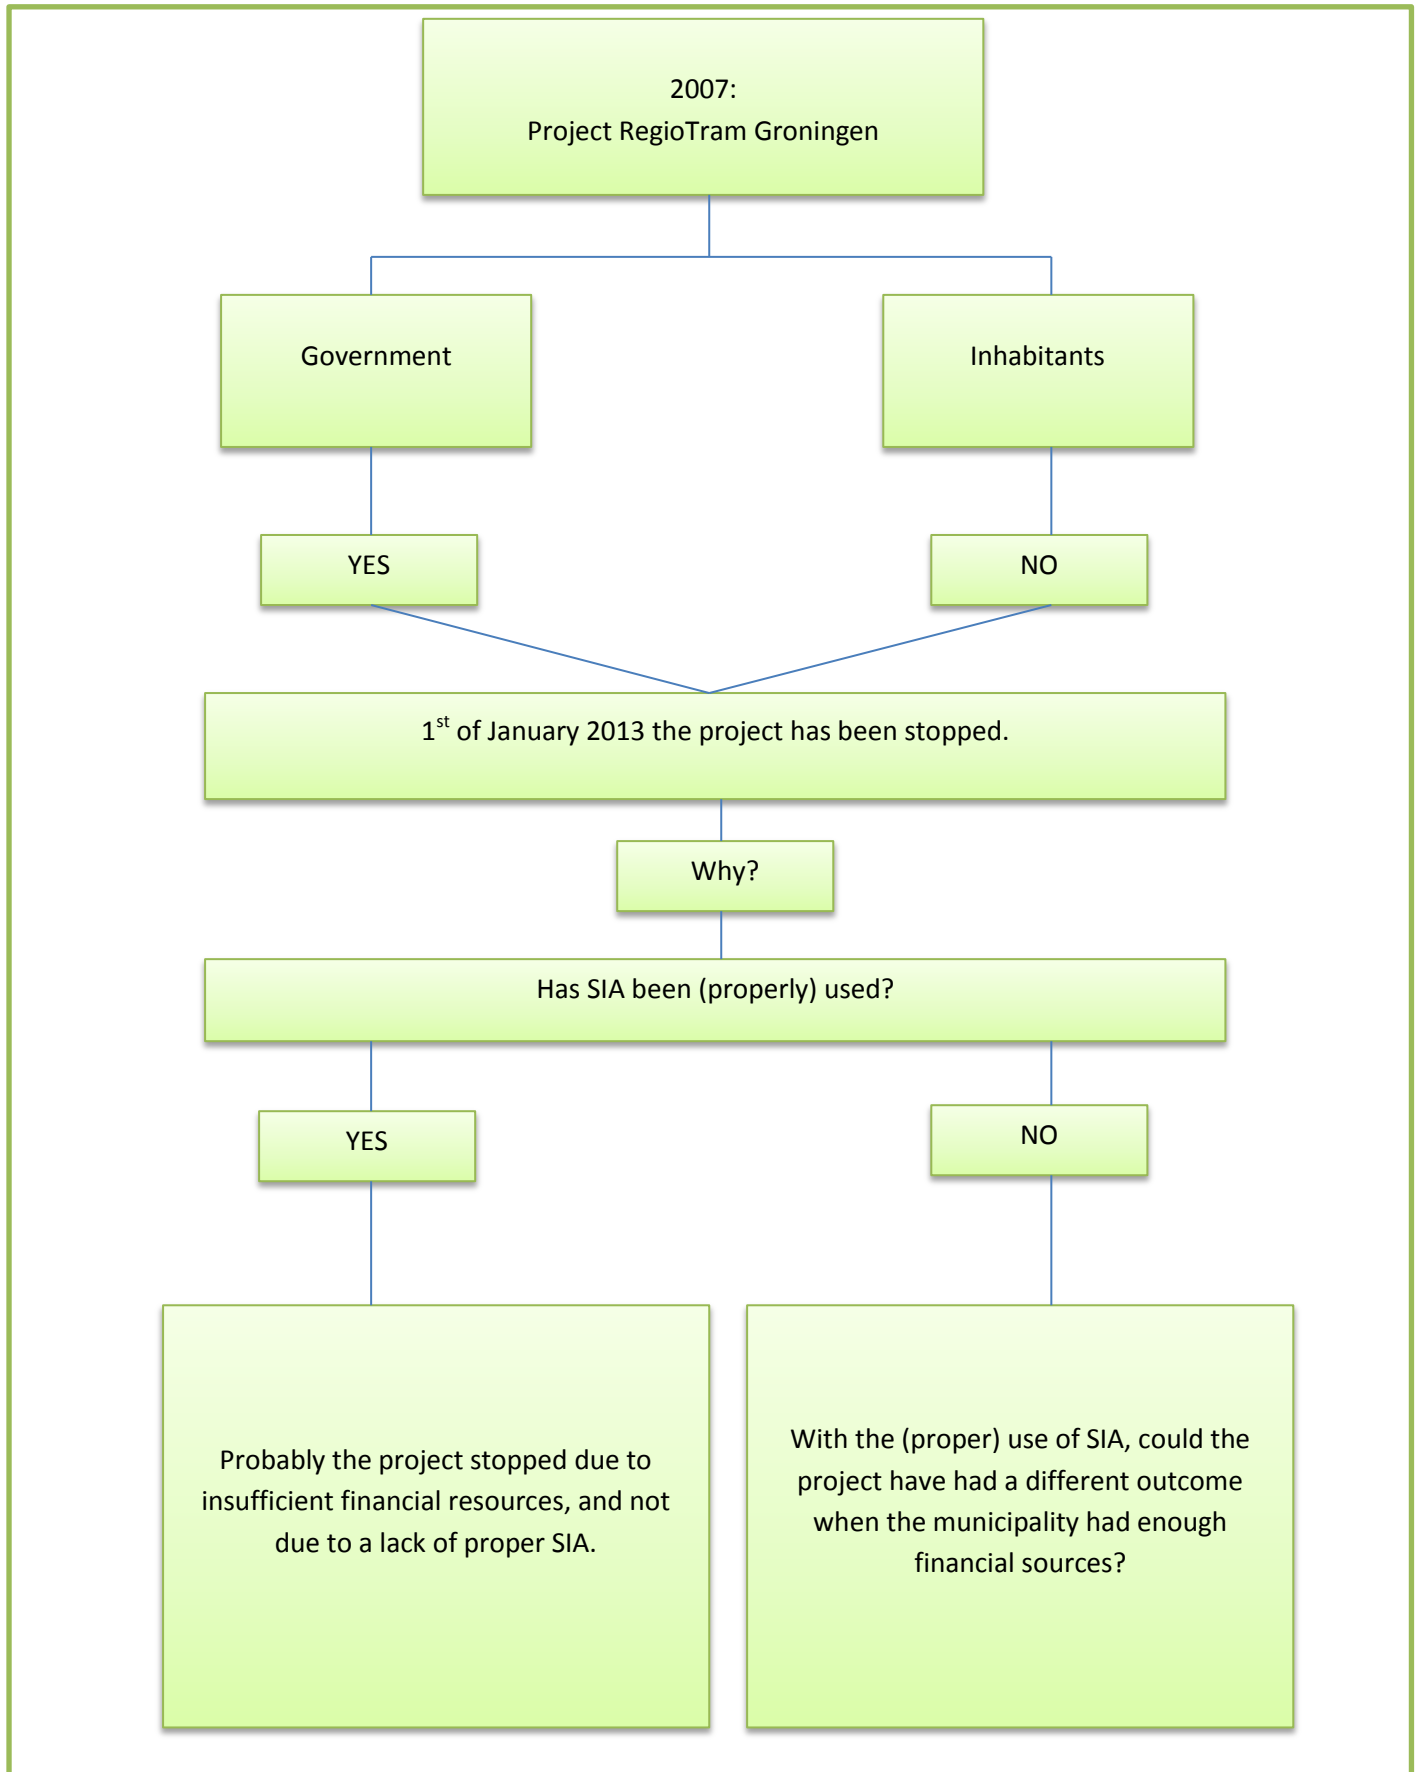 2007:
Project RegioTram Groningen
Government
Inhabitants
YES
NO
1st of January 2013 the project has been stopped.
Why?
Has SIA been (properly) used?
YES
NO
Probably the project stopped due to
insufficient financial resources, and not
due to a lack of proper SIA.
With the (proper) use of SIA, could the
project have had a different outcome
when the municipality had enough
financial sources?